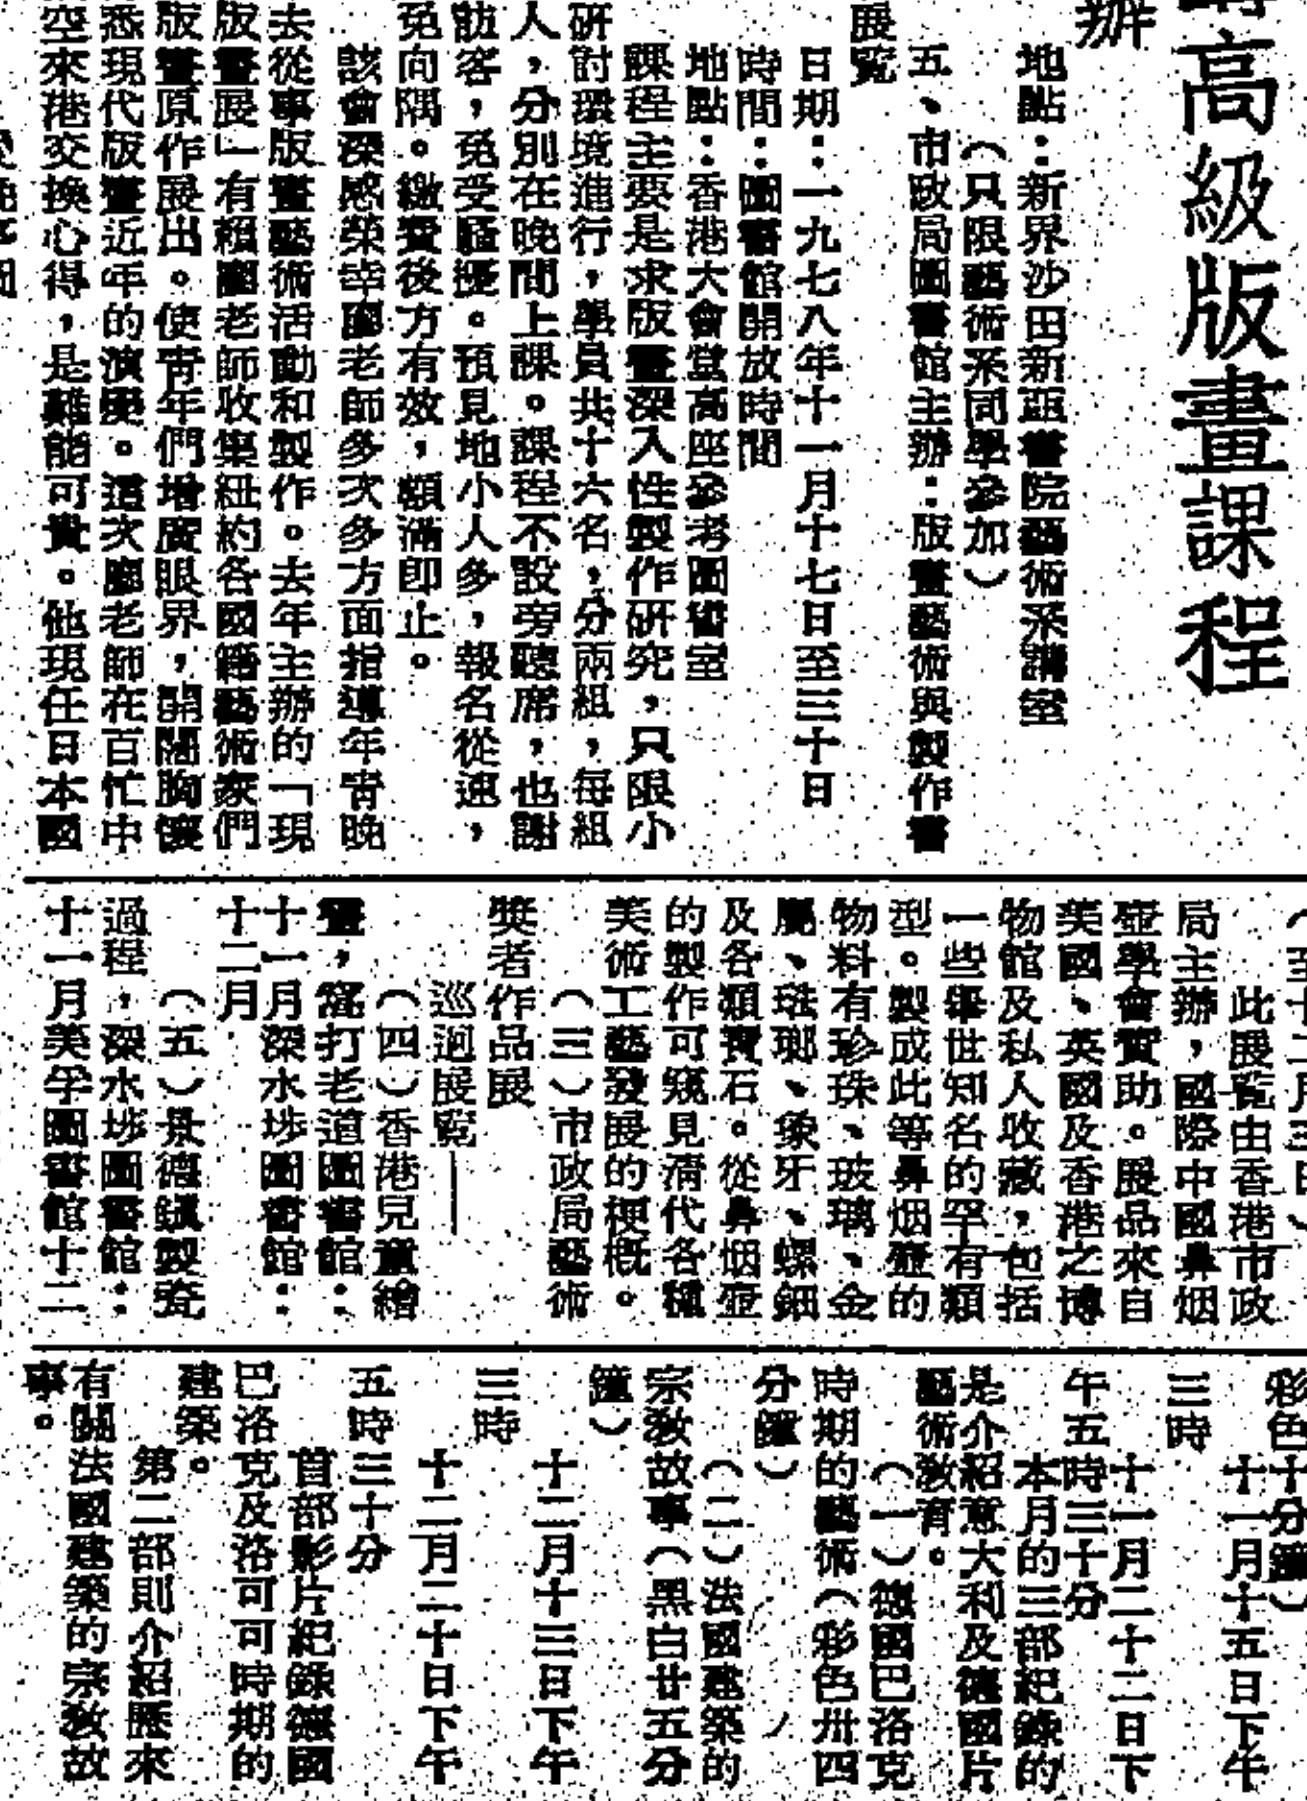 高級版畫課程
辦
地點：新界沙田新亞書院藝術系講室
（只限藝術系同學參加）
五、市政局圖書館主辦：版畫藝術與製作書
展覽
日期：一九七八年十一月十七日至三十日
時間：圖書館開放時間
地點：香港大會堂高座參考圖書室
課程主要是求版畫深入性製作研究，只限小
研討環境進行，學員共十六名，分兩組，每組
人，分別在晚間上課。課程不設旁聽席，也謝
訪客，免受騷擾。預見地小人多，報名從速，
免向隅。繳費後方有效，額滿即止。
該會深感榮幸廖老師多次多方面指導年青晚
去從事版畫藝術活動和製作。去年主辦的「現
版畫展」有賴廖老師收集紐約各國籍藝術家們
版畫原作展出。使青年們增廣眼界，開闊胸懷
悉現代版畫近年的演變。這次廖老師在百忙中
空來港交換心得，是難能可貴。他現任日本國
（至十二月三日）
此展覽由香港市政
局主辦，國際中國鼻烟
壺學會贊助。展品來自
美國、英國及香港之博
物館及私人收藏，包括
一些舉世知名的罕有類
型。製成此等鼻烟壺的
物料有珍珠、玻璃、金
屬、琺瑯、象牙、螺鈿
及各類寶石。從鼻烟壺
的製作可窺見清代各種
美術工藝發展的梗概。
（三）市政局藝術
獎者作品展
巡迴展覽——
（四）香港兒童繪
畫，窩打老道圖書館：
十一月深水埗圖書館：
十二月
（五）景德鎮製瓷
過程，深水埗圖書館：
十一月美孚圖書館十二
彩色十分鐘）
十一月十五日下午
三時
十一月二十二日下
午五時三十分
本月的三部紀錄的
是介紹意大利及德國片
藝術教育。
（一）德國巴洛克
時期的藝術（彩色卅四
分鐘）
（二）法國建築的
宗教故事（黑白廿五分
鐘）
十二月十三日下午
三時
十二月二十日下午
五時三十分
首部影片紀錄德國
巴洛克及洛可可時期的
建築。
第二部則介紹歷來
有關法國建築的宗教故
事。